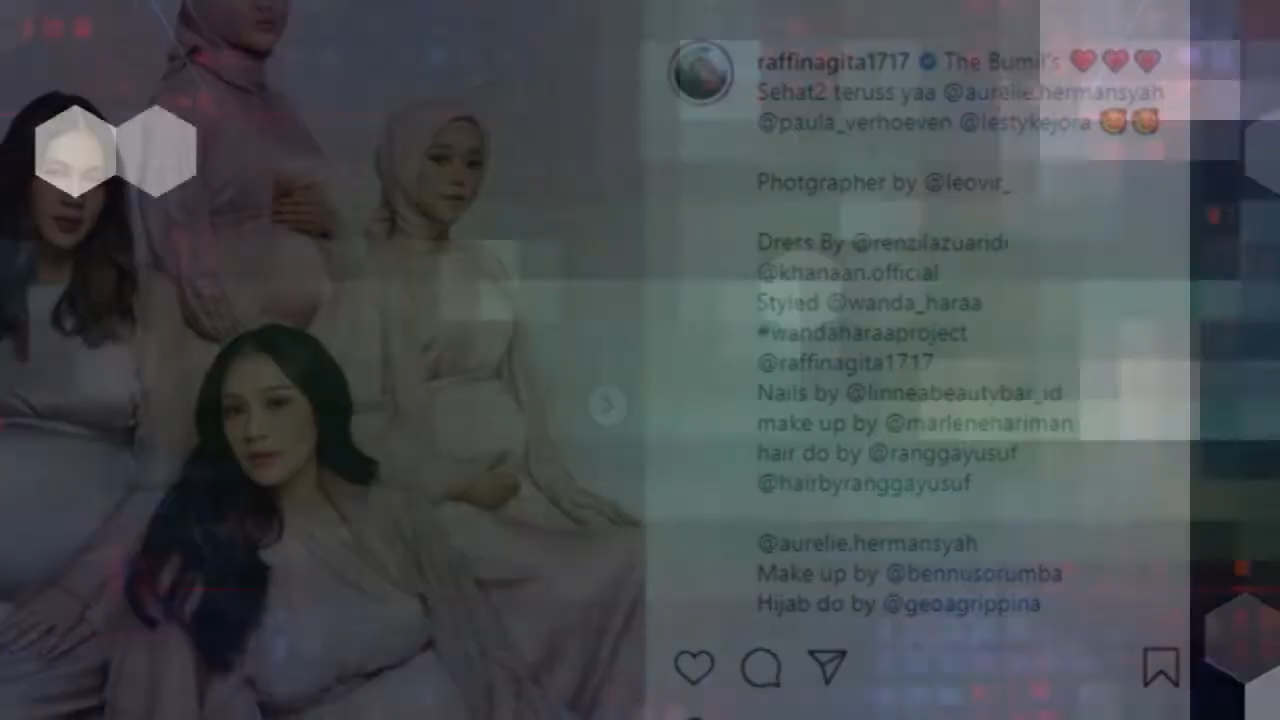 raffinagita1717 The Bumil's
Sehat2 teruss yaa @aurelie.hermansyah
@paula_verhoeven @lestykejora
Photgrapher by @leovir_
Dress By @renzilazuaridi
@khanaan.official
Styled @wanda_haraa
#wandaharaaproject
@raffinagita1717
Nails by @linneabeautybar_id
make up by @marlenehariman
hair do by @ranggayusuf
@hairbyranggayusuf
@aurelie.hermansyah
Make up by @bennusorumba
Hijab do by @geoagrippina